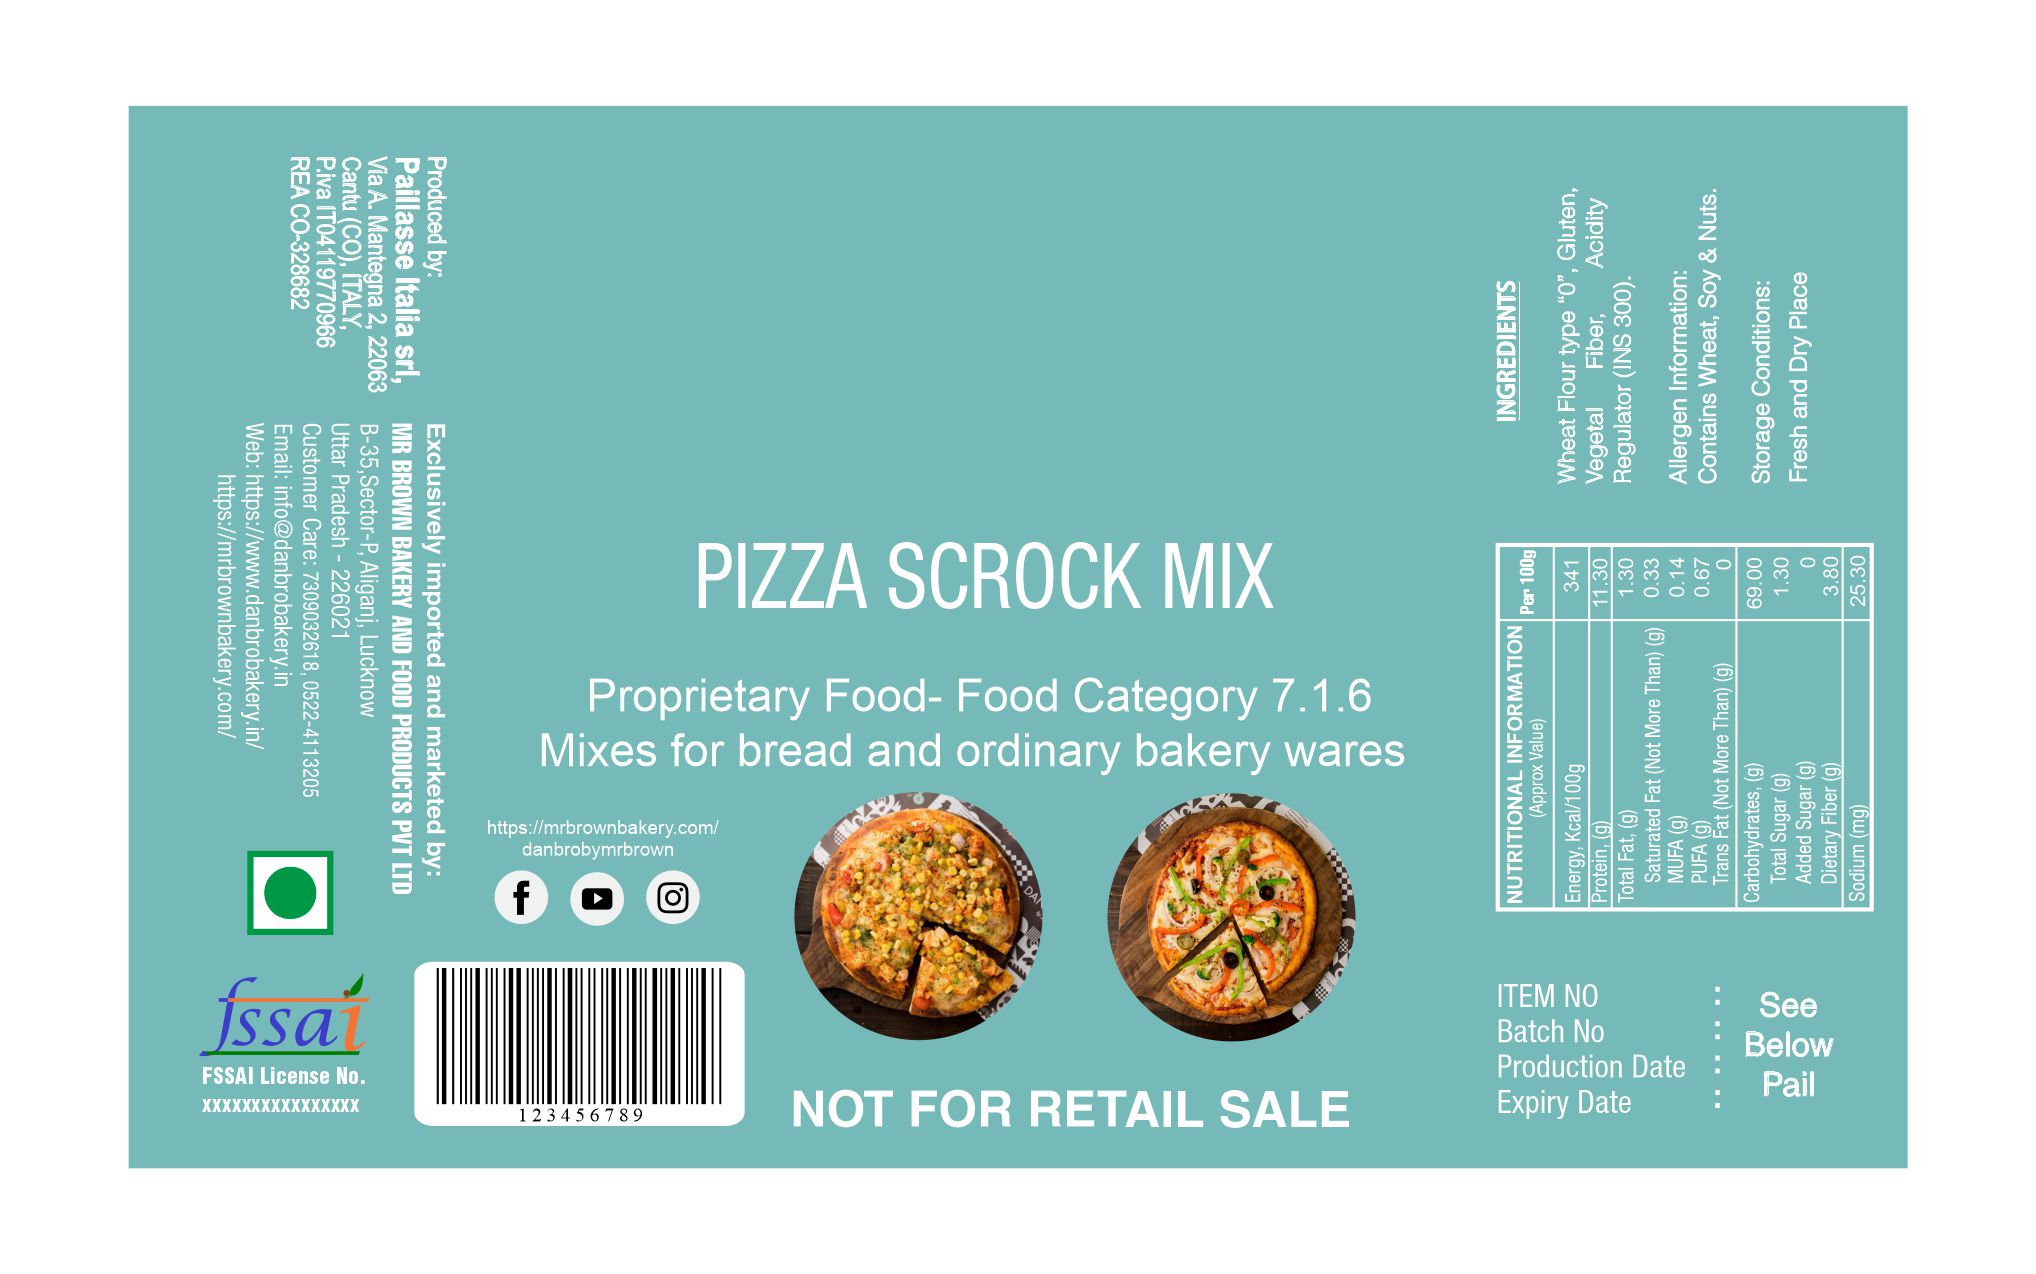 Produced by:
Paillasse Italia srl,
Via A. Mantegna 2, 22063
Cantu (CO), ITALY,
P.iva IT04119770966
REA CO-328682
Exclusively imported and marketed by:
MR BROWN BAKERY AND FOOD PRODUCTS PVT LTD
B-35,Sector-P, Aliganj, Lucknow
Uttar Pradesh - 226021
Customer Care: 7309032618, 0522-4113205
Email: info@danbrobakery.in
Web: https://www.danbrobakery.in/
https://mrbrownbakery.com/
fssai
FSSAI License No.
xxxxxxxxxxxxxxxx
PIZZA SCROCK MIX
Proprietary Food- Food Category 7.1.6
Mixes for bread and ordinary bakery wares
https://mrbrownbakery.com/
danbrobymrbrown
123456789
NOT FOR RETAIL SALE
INGREDIENTS
Wheat Flour type “0”, Gluten,
Vegetal Fiber, Acidity
Regulator (INS 300).
Allergen Information:
Contains Wheat, Soy & Nuts.
Storage Conditions:
Fresh and Dry Place
NUTRITIONAL INFORMATION Per 100g
(Approx Value)
Energy, Kcal/100g 341
Protein, (g) 11.30
Total Fat, (g) 1.30
Saturated Fat (Not More Than) (g) 0.33
MUFA (g) 0.14
PUFA (g) 0.67
Trans Fat (Not More Than) (g) 0
Carbohydrates, (g) 69.00
Total Sugar (g) 1.30
Added Sugar (g) 0
Dietary Fiber (g) 3.80
Sodium (mg) 25.30
ITEM NO :
Batch No :
Production Date :
Expiry Date :
See
Below
Pail